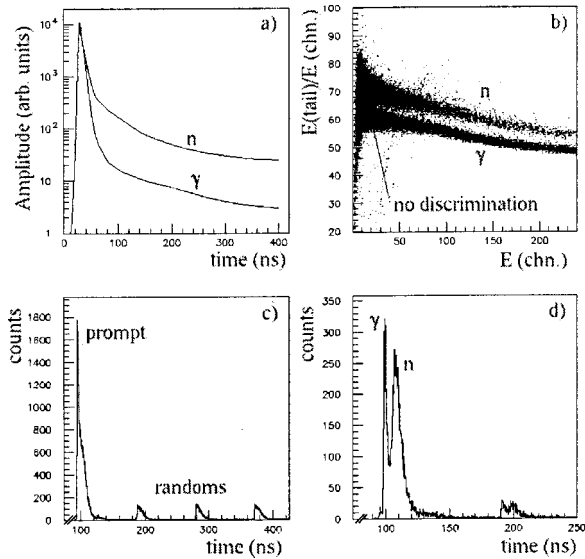 a)
Amplitude (arb. units)
10⁴
10³
10²
10
1
n
γ
0
100
200
300
400
time (ns)
b)
E(tail)/E (chn.)
100
90
80
70
60
50
40
30
20
n
γ
no discrimination
50
100
150
200
E (chn.)
c)
counts
1800
1600
1400
1200
1000
800
600
400
200
0
prompt
randoms
100
200
300
400
time (ns)
d)
counts
350
300
250
200
150
100
50
0
γ
n
100
150
200
250
time (ns)